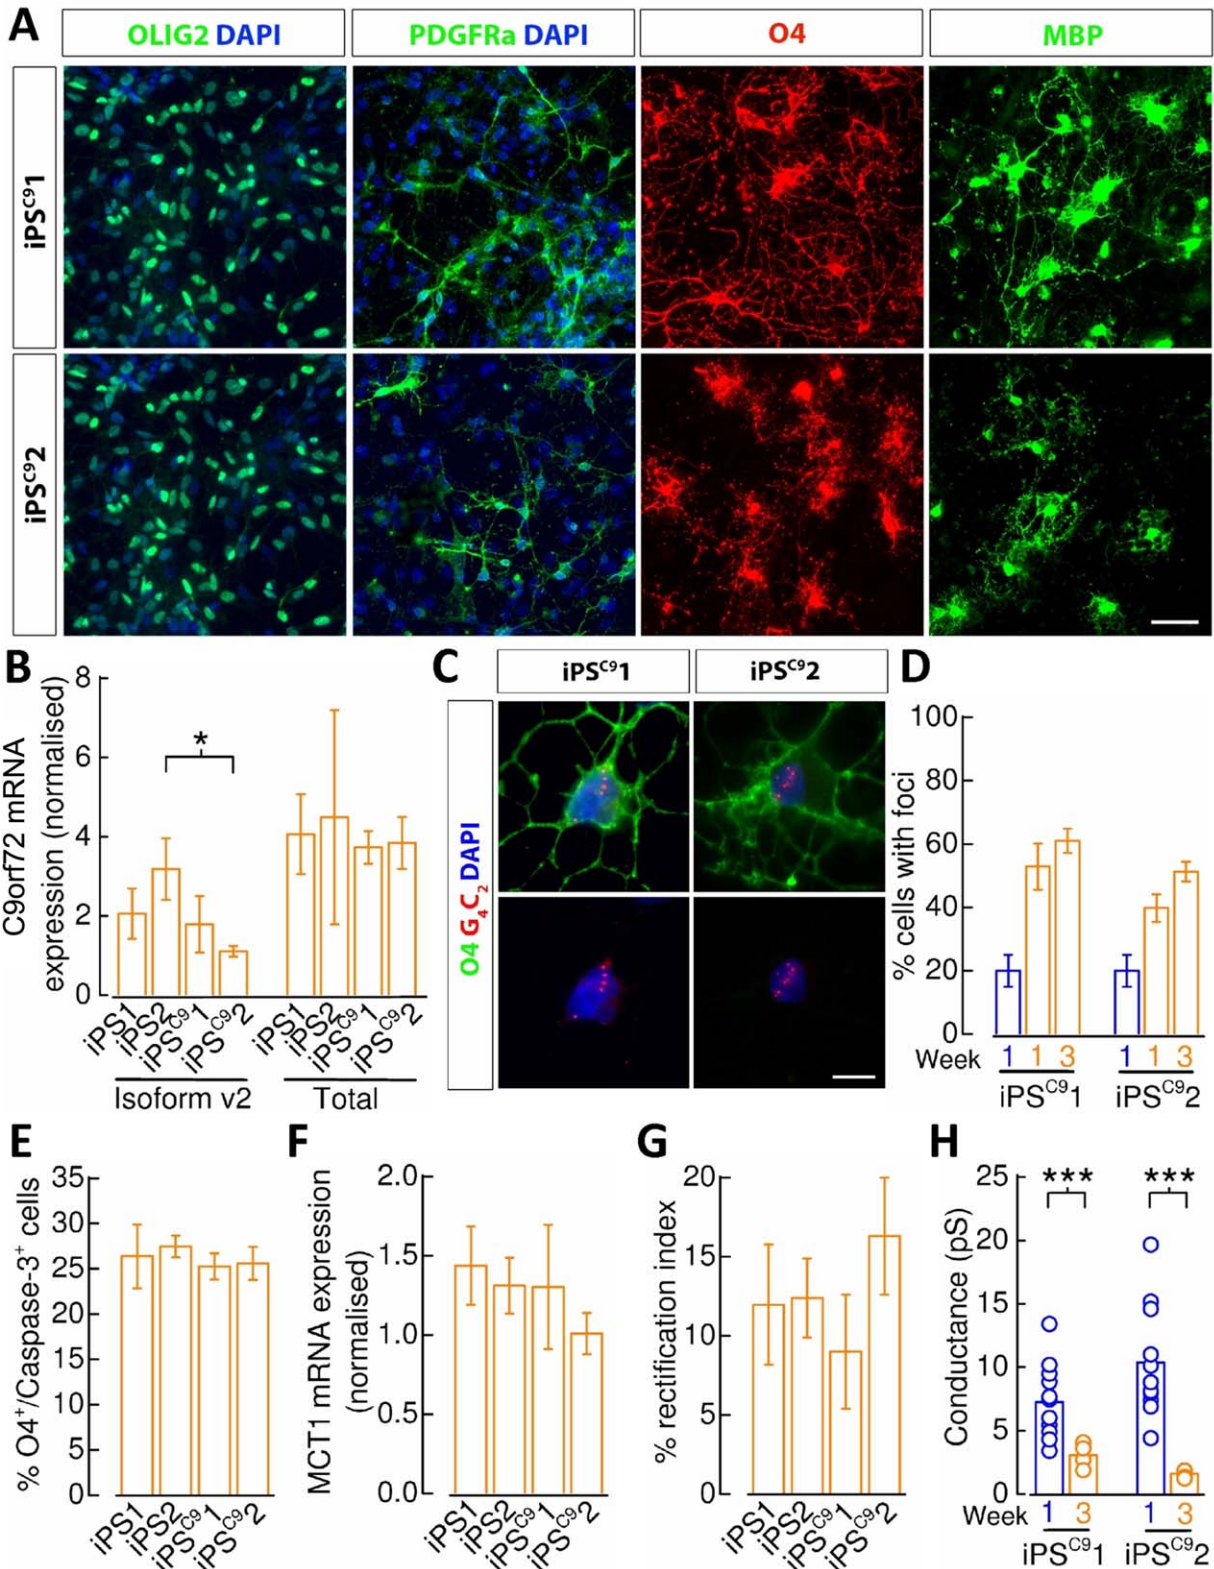 A
OLIG2 DAPI
PDGFRa DAPI
O4
MBP
iPSC91
iPSC92
B
C9orf72 mRNA
expression (normalised)
8
6
4
2
0
*
iPS1
iPS2
iPSC91
iPSC92
iPS1
iPS2
iPSC91
iPSC92
Isoform v2
Total
C
iPSC91
iPSC92
O4 G4C2 DAPI
D
% cells with foci
100
80
60
40
20
0
Week 1 1 3 1 1 3
iPSC91
iPSC92
E
% O4+/Caspase-3+ cells
35
30
25
20
15
10
5
0
iPS1
iPS2
iPSC91
iPSC92
F
MCT1 mRNA expression
(normalised)
2.0
1.5
1.0
0.5
0.0
iPS1
iPS2
iPSC91
iPSC92
G
% rectification index
20
15
10
5
0
iPS1
iPS2
iPSC91
iPSC92
H
Conductance (pS)
25
20
15
10
5
0
***
***
Week 1 3 1 3
iPSC91
iPSC92